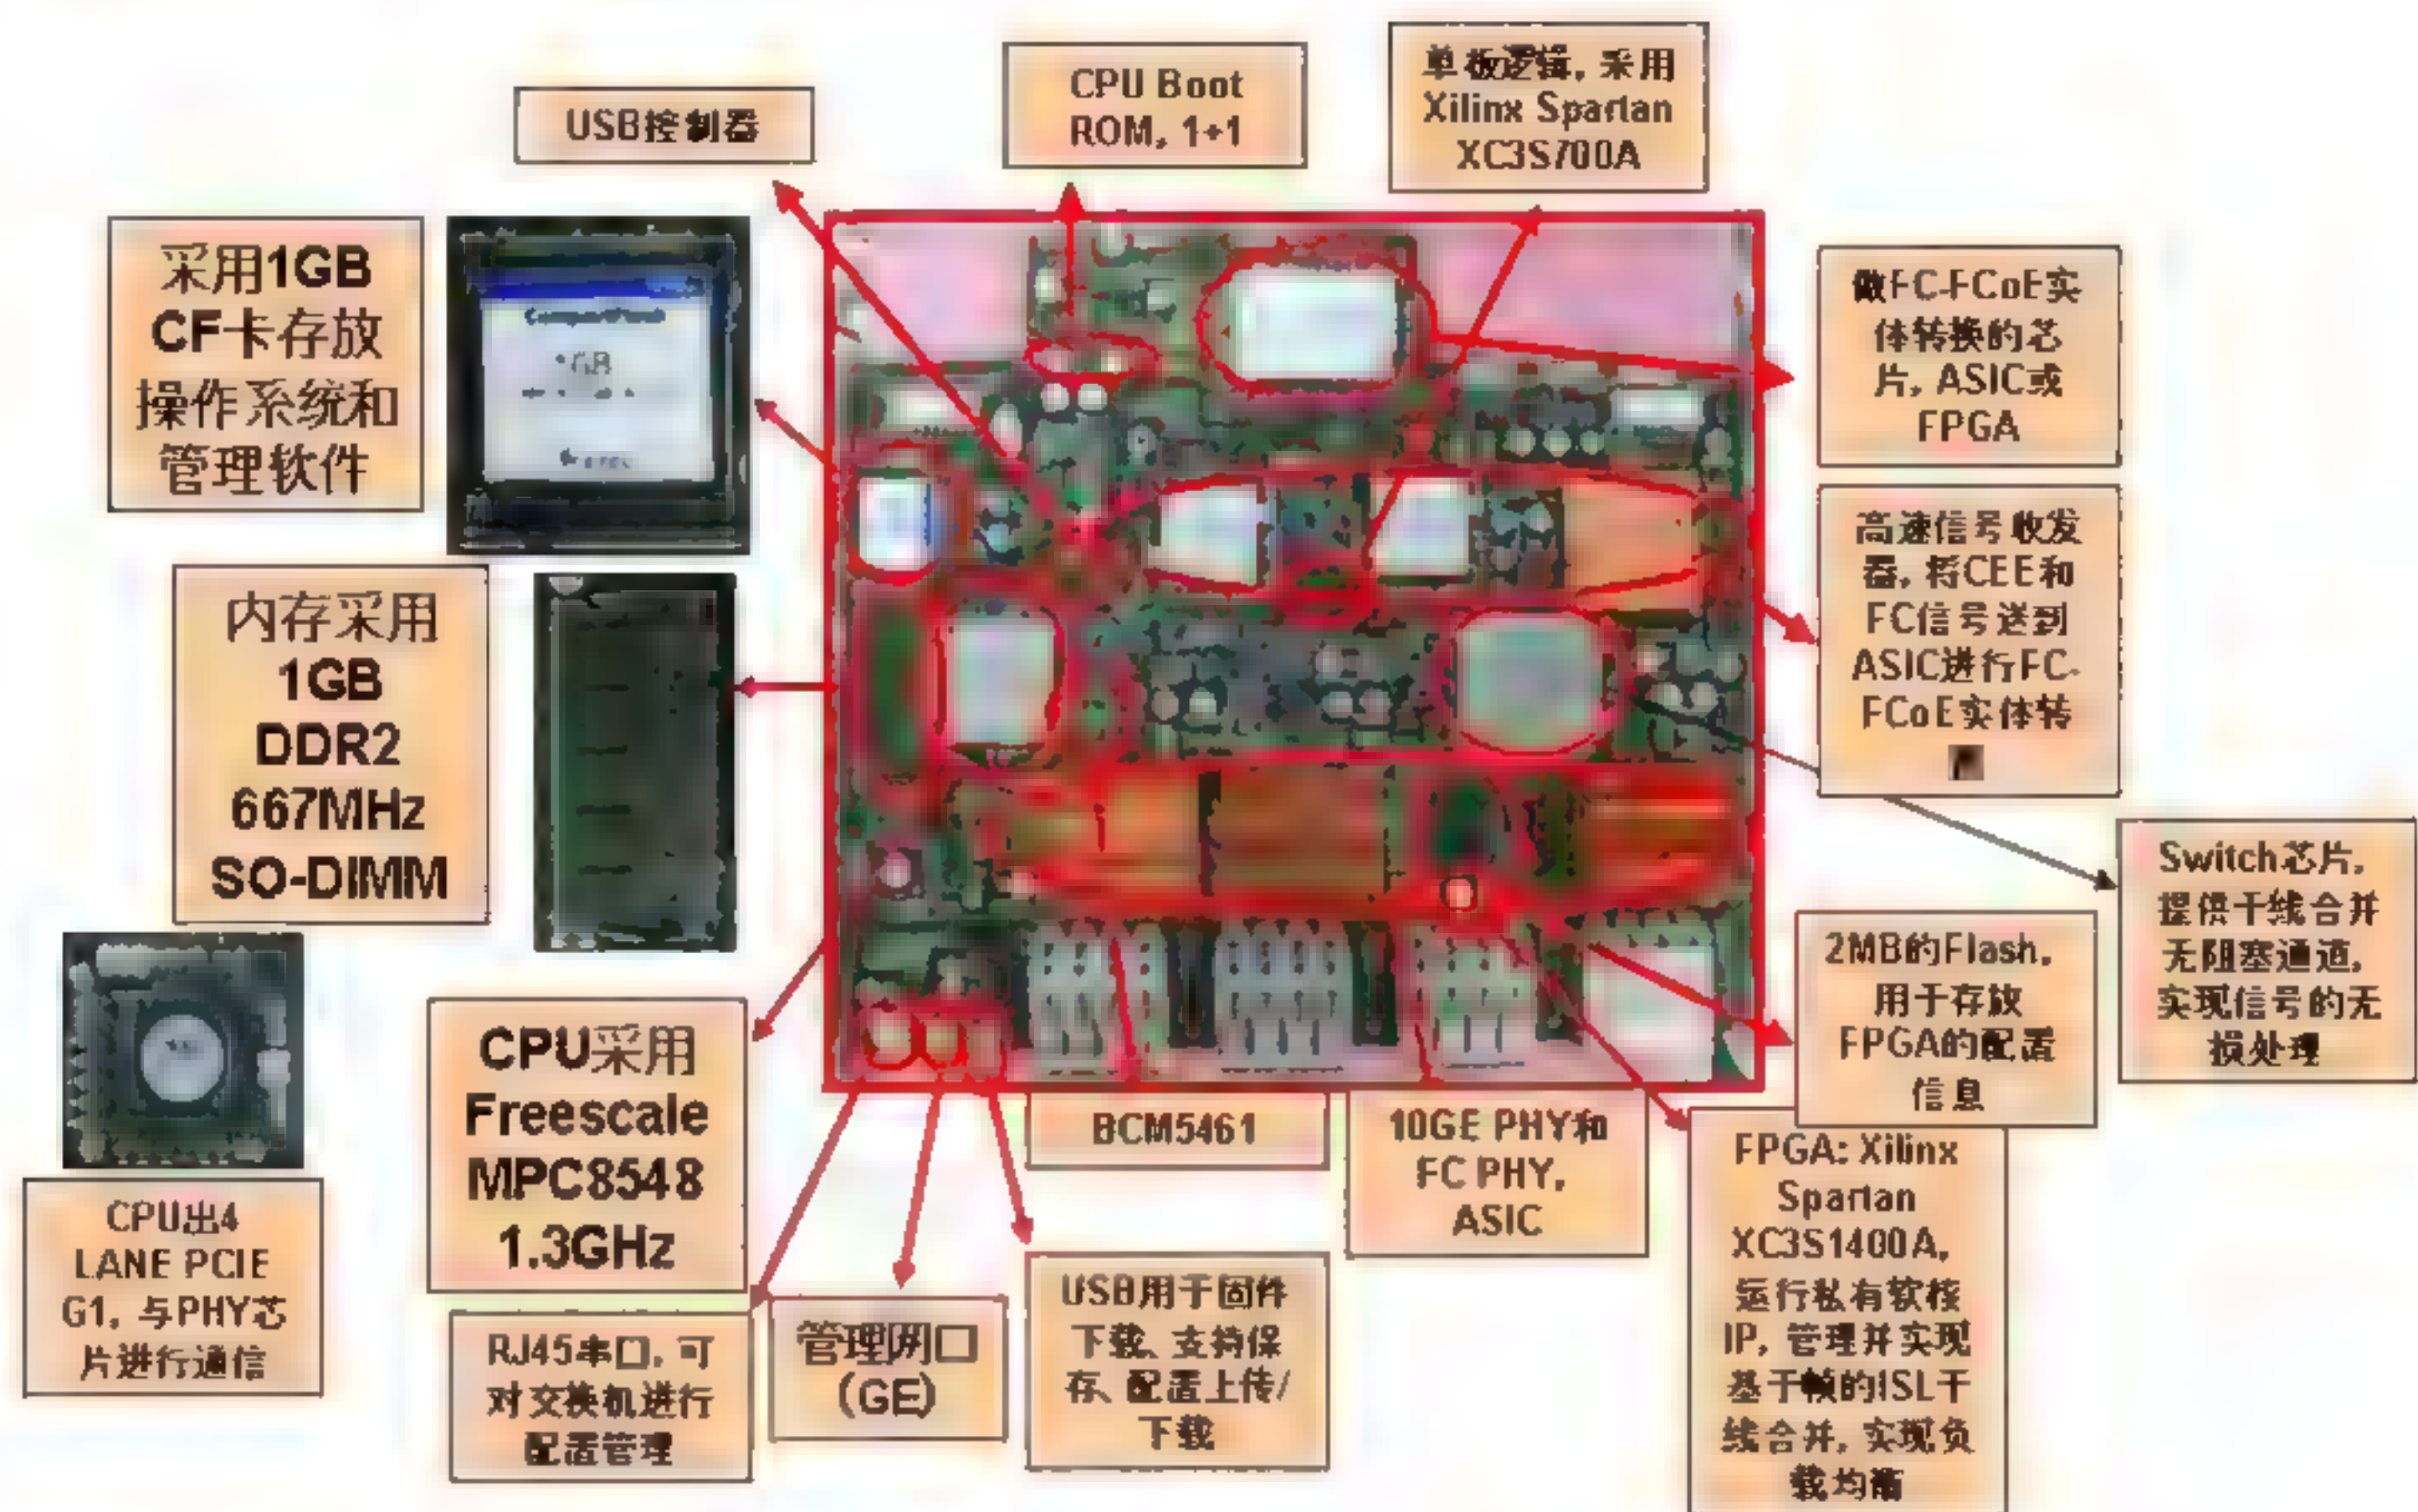 USB控制器
CPU Boot
ROM, 1+1
单板逻辑, 采用
Xilinx Spartan
XC3S700A
采用1GB
CF卡存放
操作系统和
管理软件
做FC-FCoE实
体转换的芯
片, ASIC或
FPGA
高速信号收发
器, 将CEE和
FC信号送到
ASIC进行FC-
FCoE实体转
内存采用
1GB
DDR2
667MHz
SO-DIMM
Switch芯片,
提供干线合并
无阻塞通道,
实现信号的无
损处理
2MB的Flash,
用于存放
FPGA的配置
信息
CPU采用
Freescale
MPC8548
1.3GHz
BCM5461
10GE PHY和
FC PHY,
ASIC
FPGA: Xilinx
Spartan
XC3S1400A,
运行私有软核
IP, 管理并实现
基于帧的ISL干
线合并, 实现负
载均衡
CPU出4
LANE PCIE
G1, 与PHY芯
片进行通信
RJ45串口, 可
对交换机进行
配置管理
管理网口
(GE)
USB用于固件
下载、支持保
存、配置上传/
下载